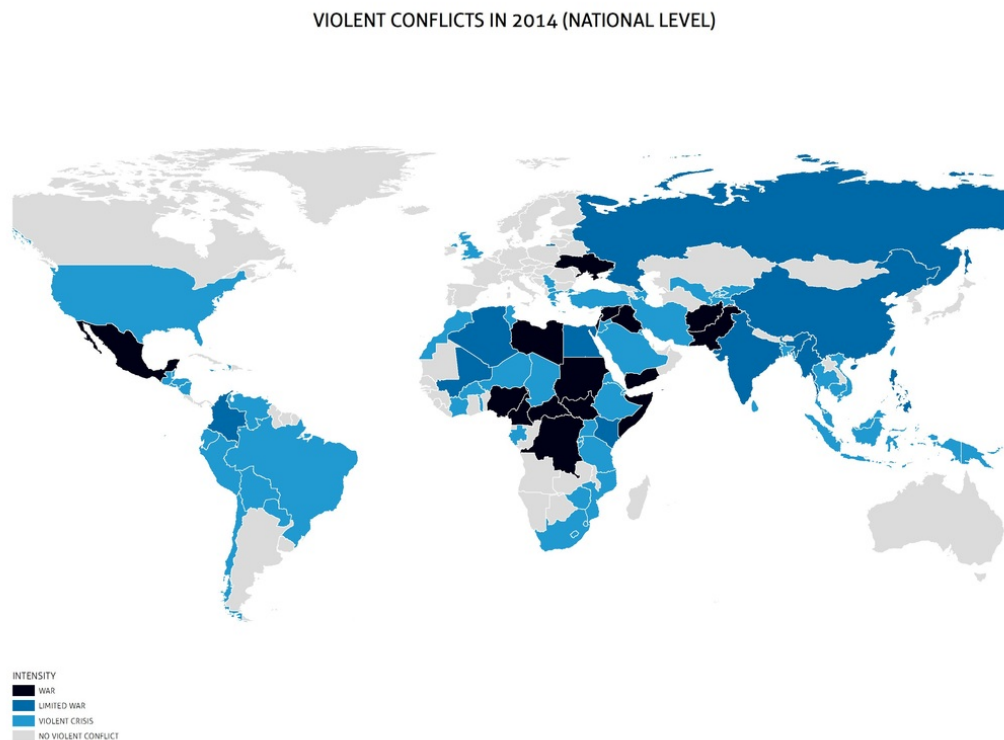 VIOLENT CONFLICTS IN 2014 (NATIONAL LEVEL)
INTENSITY
WAR
LIMITED WAR
VIOLENT CRISIS
NO VIOLENT CONFLICT